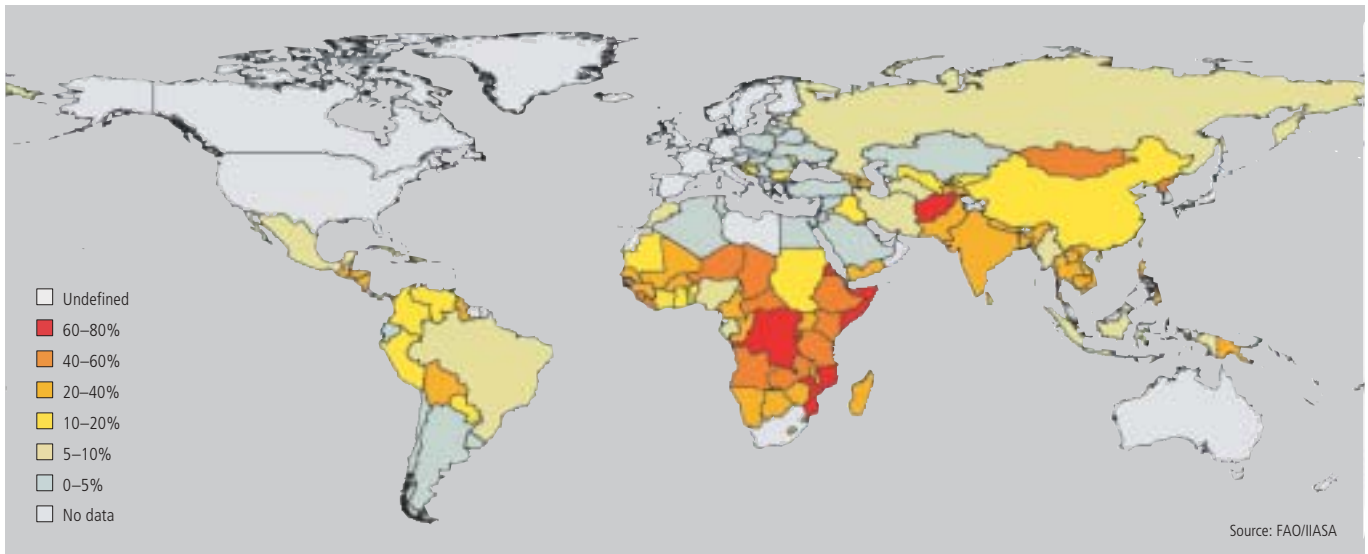 Undefined
60–80%
40–60%
20–40%
10–20%
5–10%
0–5%
No data
Source: FAO/IIASA